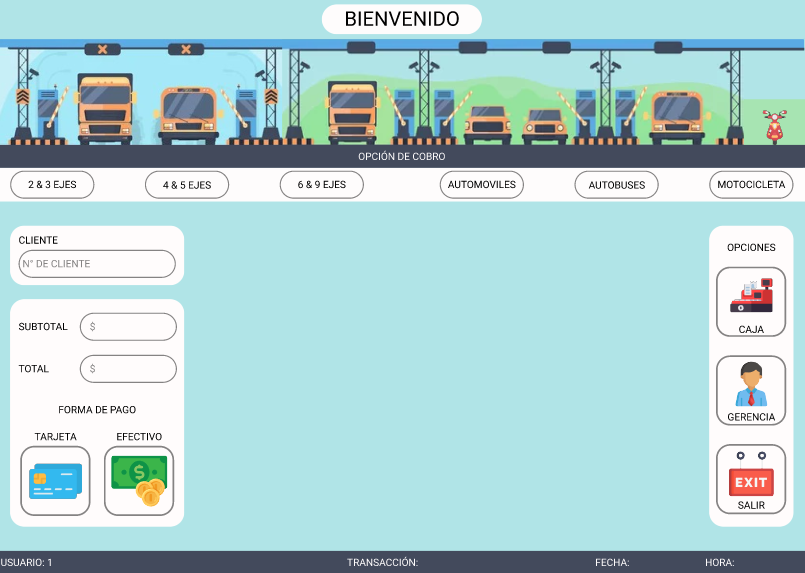 BIENVENIDO
OPCIÓN DE COBRO
2 & 3 EJES
4 & 5 EJES
6 & 9 EJES
AUTOMOVILES
AUTOBUSES
MOTOCICLETA
CLIENTE
N° DE CLIENTE
SUBTOTAL
$
TOTAL
$
FORMA DE PAGO
TARJETA
EFECTIVO
$
OPCIONES
CAJA
GERENCIA
EXIT
SALIR
USUARIO: 1
TRANSACCIÓN:
FECHA:
HORA: